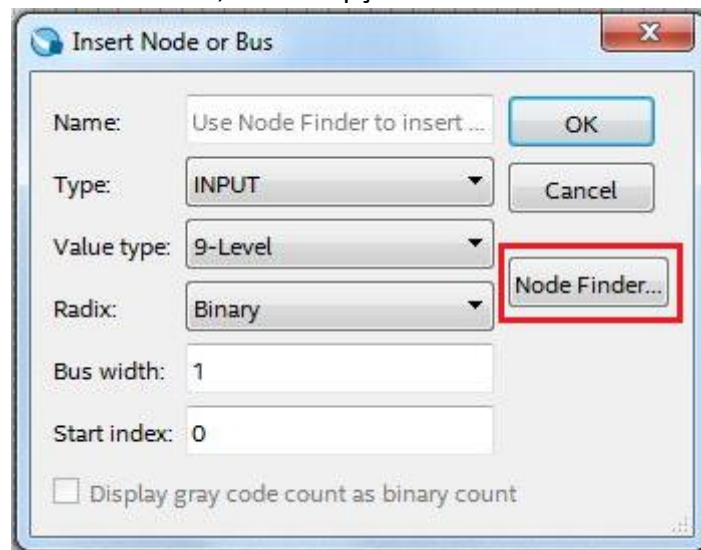 Insert Node or Bus
Name: Use Node Finder to insert ... OK
Type: INPUT Cancel
Value type: 9-Level
Node Finder...
Radix: Binary
Bus width: 1
Start index: 0
Display gray code count as binary count